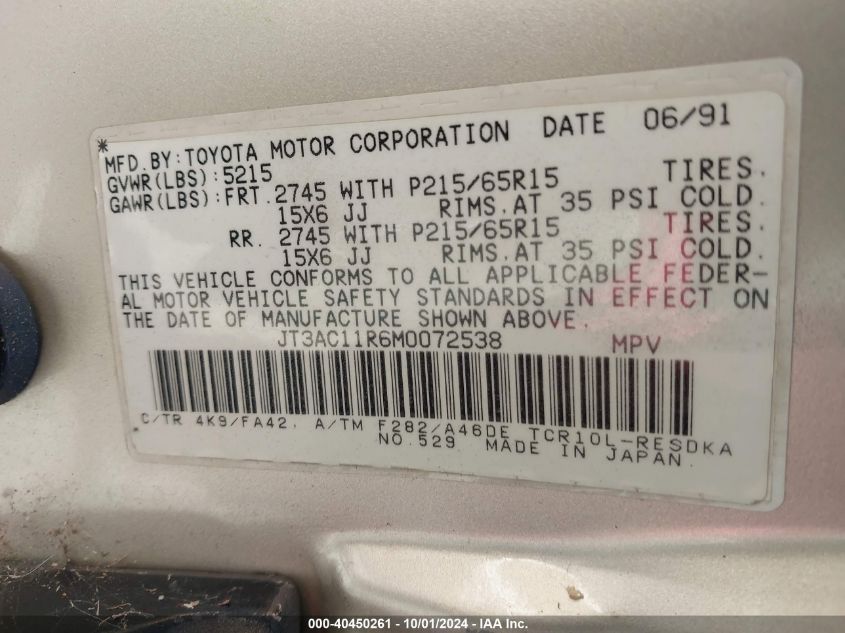 *
MFD.BY:TOYOTA MOTOR CORPORATION DATE 06/91
GVWR(LBS):5215
GAWR(LBS):FRT.2745 WITH P215/65R15 TIRES.
15X6 JJ RIMS.AT 35 PSI COLD.
RR. 2745 WITH P215/65R15 TIRES.
15X6 JJ RIMS.AT 35 PSI COLD.
THIS VEHICLE CONFORMS TO ALL APPLICABLE FEDER-
AL MOTOR VEHICLE SAFETY STANDARDS IN EFFECT ON
THE DATE OF MANUFACTURE SHOWN ABOVE.
JT3AC11R6M0072538 MPV
C/TR 4K9/FA42. A/TM F282/A46DE TCR10L-RESDKA
NO.529 MADE IN JAPAN.
000-40450261 - 10/01/2024 - IAA Inc.